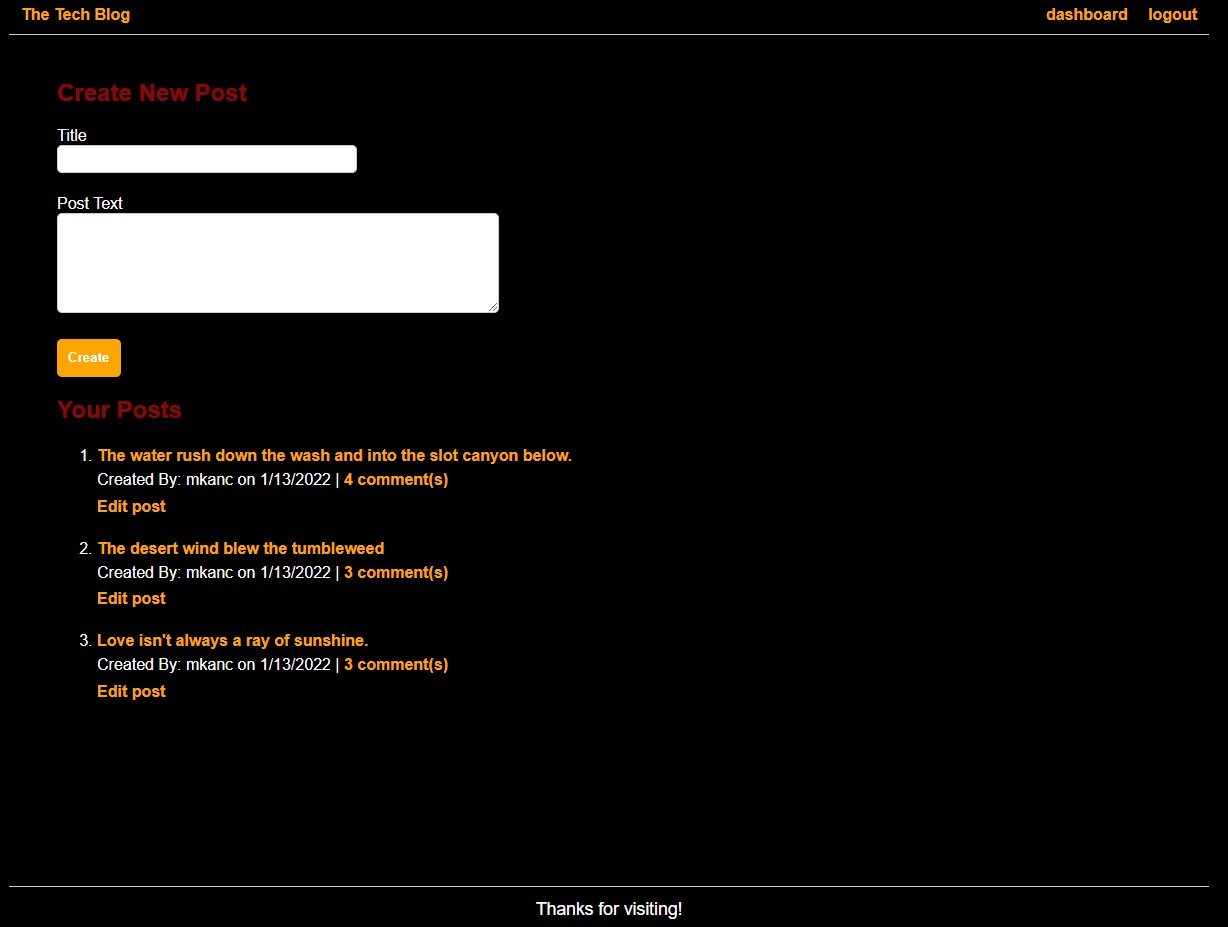 The Tech Blog dashboard logout
Create New Post
Title
Post Text
Create
Your Posts
1. The water rush down the wash and into the slot canyon below.
Created By: mkanc on 1/13/2022 | 4 comment(s)
Edit post
2. The desert wind blew the tumbleweed
Created By: mkanc on 1/13/2022 | 3 comment(s)
Edit post
3. Love isn't always a ray of sunshine.
Created By: mkanc on 1/13/2022 | 3 comment(s)
Edit post
Thanks for visiting!